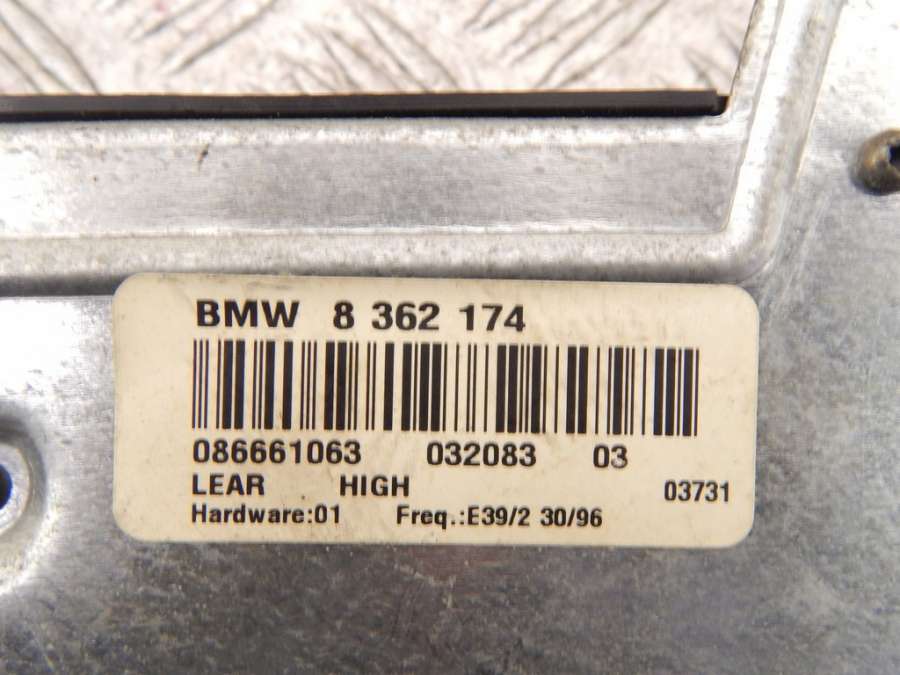 BMW 8 362 174
086661063 032083 03
LEAR HIGH 03731
Hardware:01 Freq.:E39/2 30/96